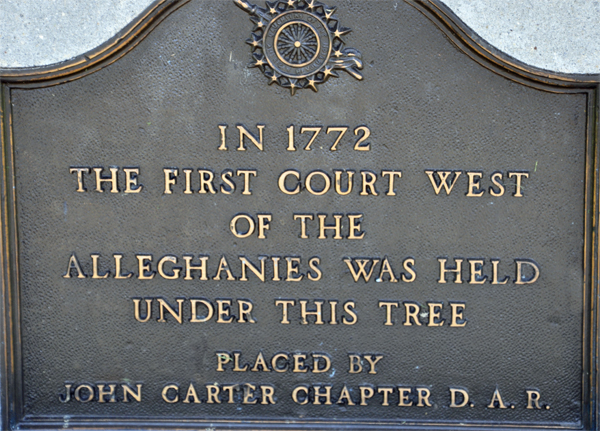 IN 1772
THE FIRST COURT WEST
OF THE
ALLEGHANIES WAS HELD
UNDER THIS TREE
PLACED BY
JOHN CARTER CHAPTER D. A. R.